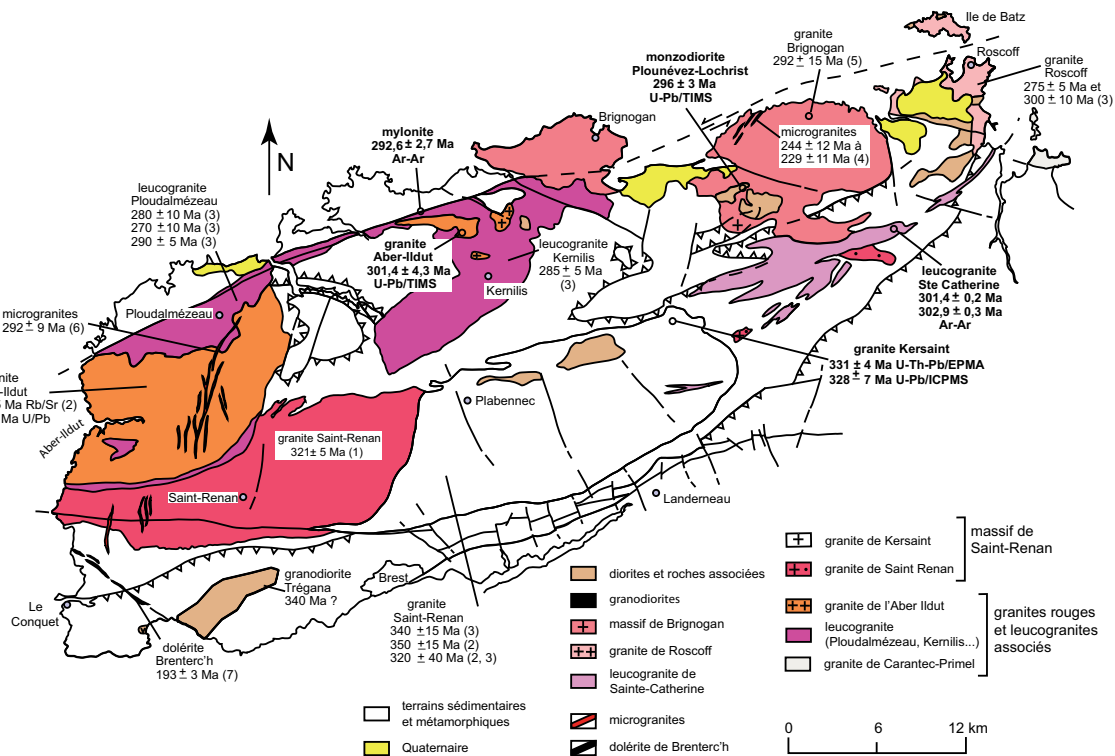 Ile de Batz
Roscoff
granite
Roscoff
275 ± 5 Ma et
300 ± 10 Ma (3)
granite
Brignogan
292 ± 15 Ma (5)
monzodiorite
Plounévez-Lochrist
296 ± 3 Ma
U-Pb/TIMS
Brignogan
microgranites
244 ± 12 Ma à
229 ± 11 Ma (4)
mylonite
292,6 ± 2,7 Ma
Ar-Ar
N
leucogranite
Ploudalmézeau
280 ± 10 Ma (3)
270 ± 10 Ma (3)
290 ± 5 Ma (3)
granite
Aber-Ildut
301,4 ± 4,3 Ma
U-Pb/TIMS
leucogranite
Kernilis
285 ± 5 Ma
(3)
Kernilis
leucogranite
Ste Catherine
301,4 ± 0,2 Ma
302,9 ± 0,3 Ma
Ar-Ar
microgranites
292 ± 9 Ma (6)
Ploudalmézeau
granite Kersaint
331 ± 4 Ma U-Th-Pb/EPMA
328 ± 7 Ma U-Pb/ICPMS
Ma Rb/Sr (2)
Ma U/Pb
Aber-Ildut
Plabennec
granite Saint-Renan
321± 5 Ma (1)
Saint-Renan
Landerneau
Brest
Le
Conquet
granodiorite
Trégana
340 Ma ?
dolérite
Brenterc'h
193 ± 3 Ma (7)
granite
Saint-Renan
340 ±15 Ma (3)
350 ±15 Ma (2)
320 ± 40 Ma (2, 3)
terrains sédimentaires
et métamorphiques
Quaternaire
diorites et roches associées
granodiorites
massif de Brignogan
granite de Roscoff
leucogranite de
Sainte-Catherine
microgranites
dolérite de Brenterc'h
granite de Kersaint
granite de Saint Renan
massif de
Saint-Renan
granite de l'Aber Ildut
leucogranite
(Ploudalmézeau, Kernilis...)
granite de Carantec-Primel
granites rouges
et leucogranites
associés
0 6 12 km